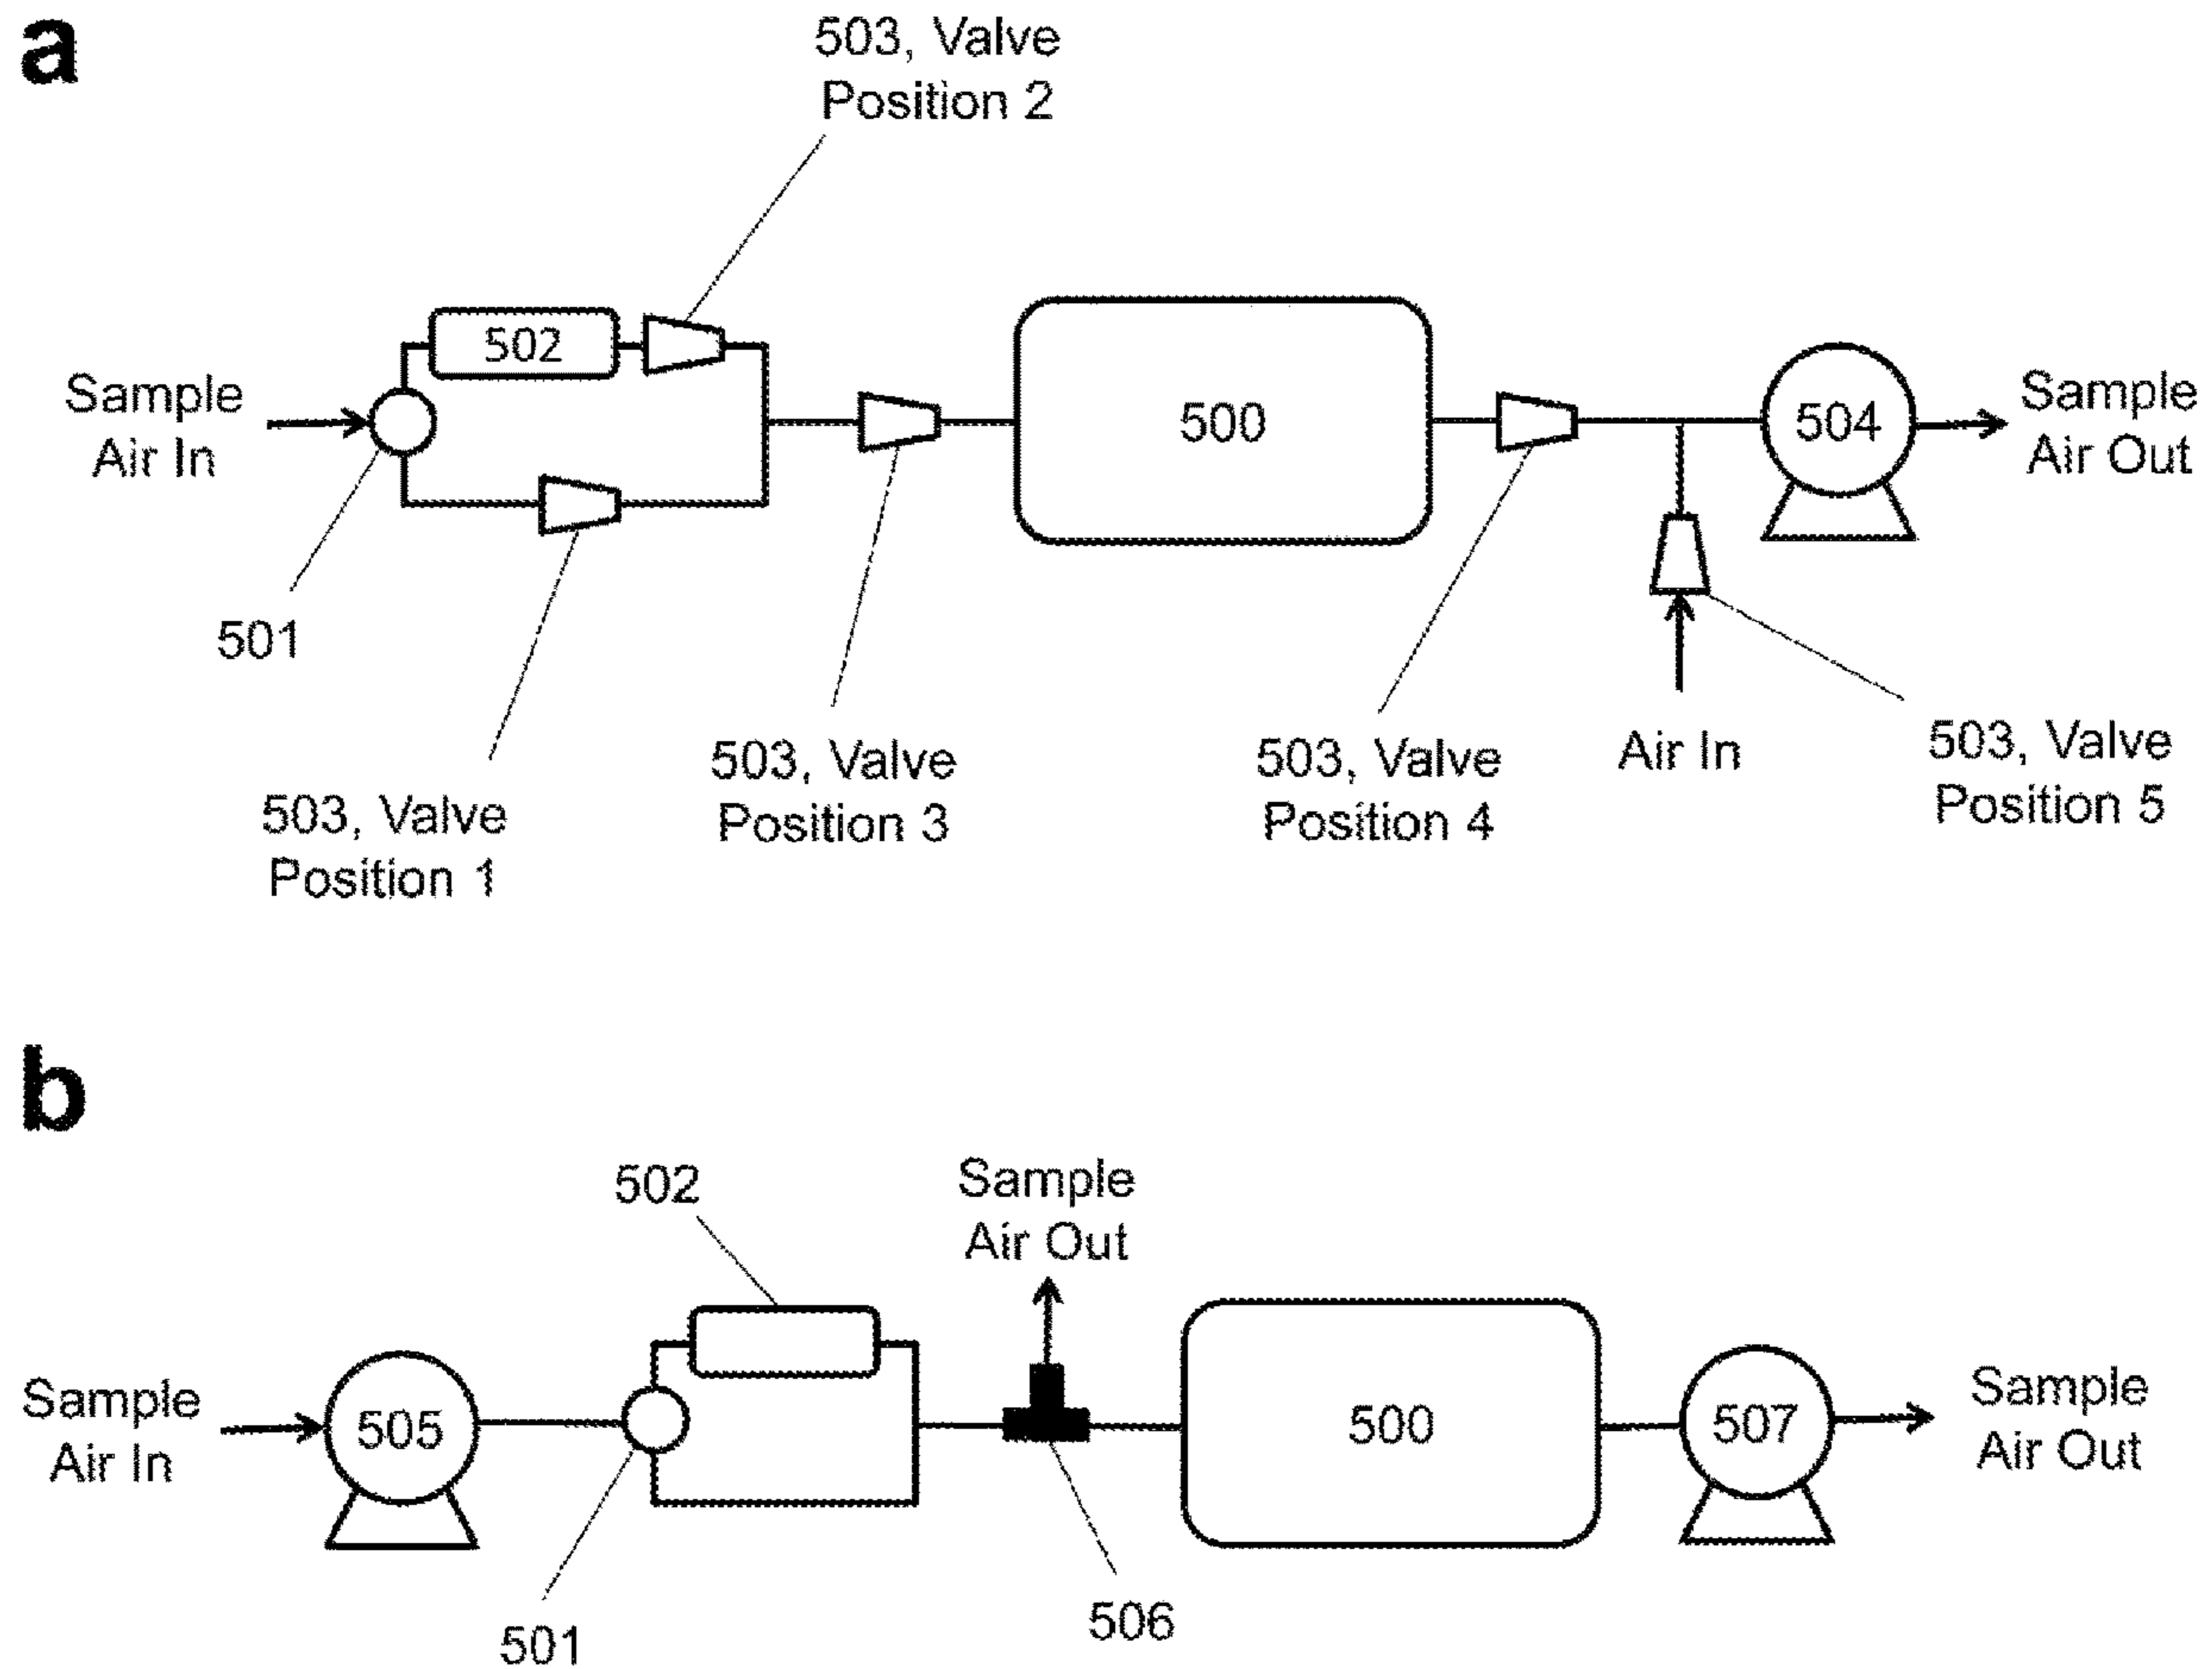 a
503, Valve
Position 2
502
Sample
Air In
500
504
Sample
Air Out
501
503, Valve
Position 1
503, Valve
Position 3
503, Valve
Position 4
Air In
503, Valve
Position 5
b
502
Sample
Air Out
Sample
Air In
505
500
507
Sample
Air Out
501
506